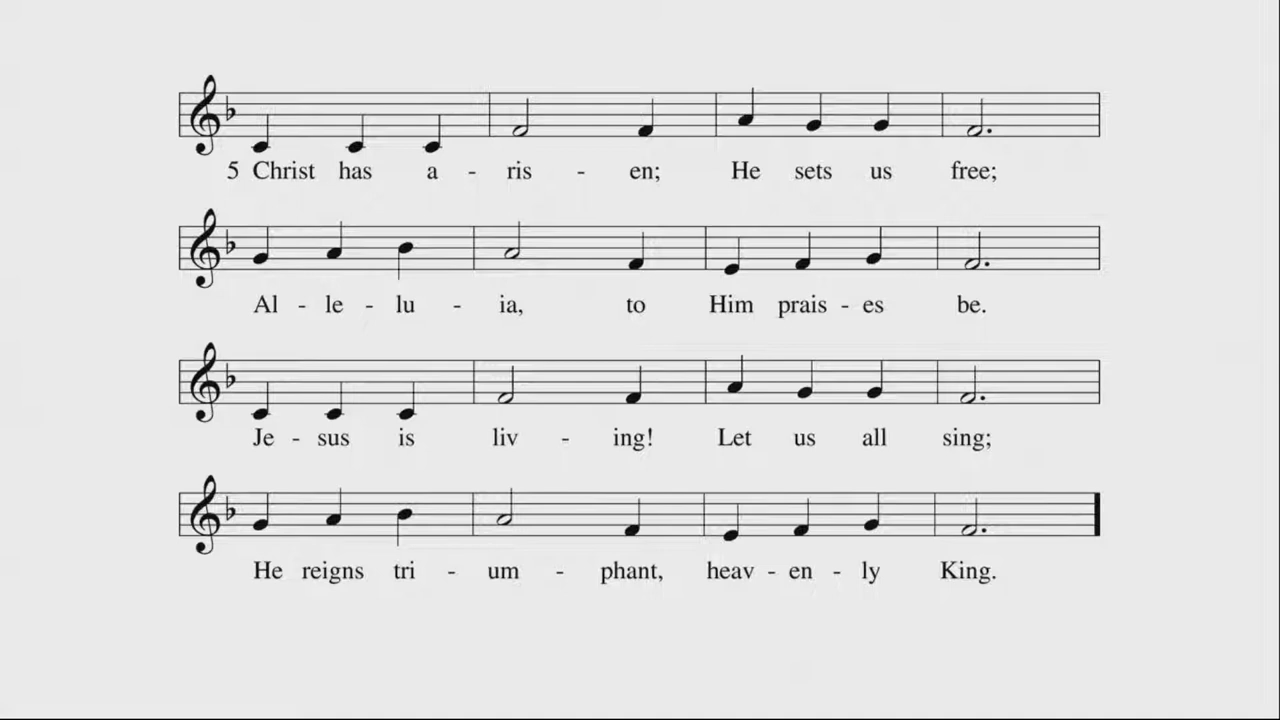 5 Christ has a - ris - en; He sets us free;
Al - le - lu - ia, to Him prais - es be.
Je - sus is liv - ing! Let us all sing;
He reigns tri - um - phant, heav - en - ly King.